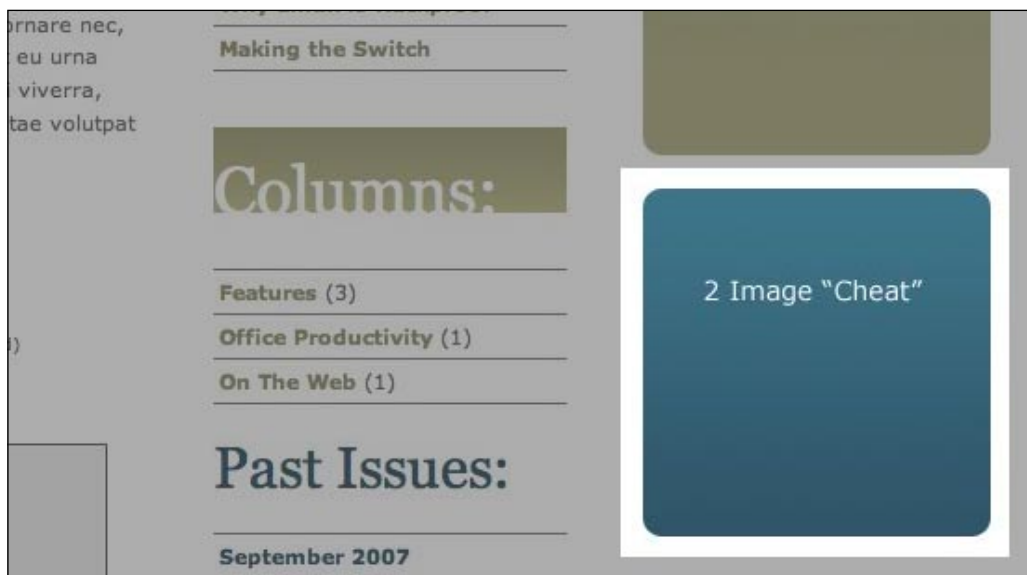 ornare nec,
eu urna
viverra,
tae volutpat
Making the Switch
Columns:
Features (3)
Office Productivity (1)
On The Web (1)
Past Issues:
September 2007
2 Image “Cheat”